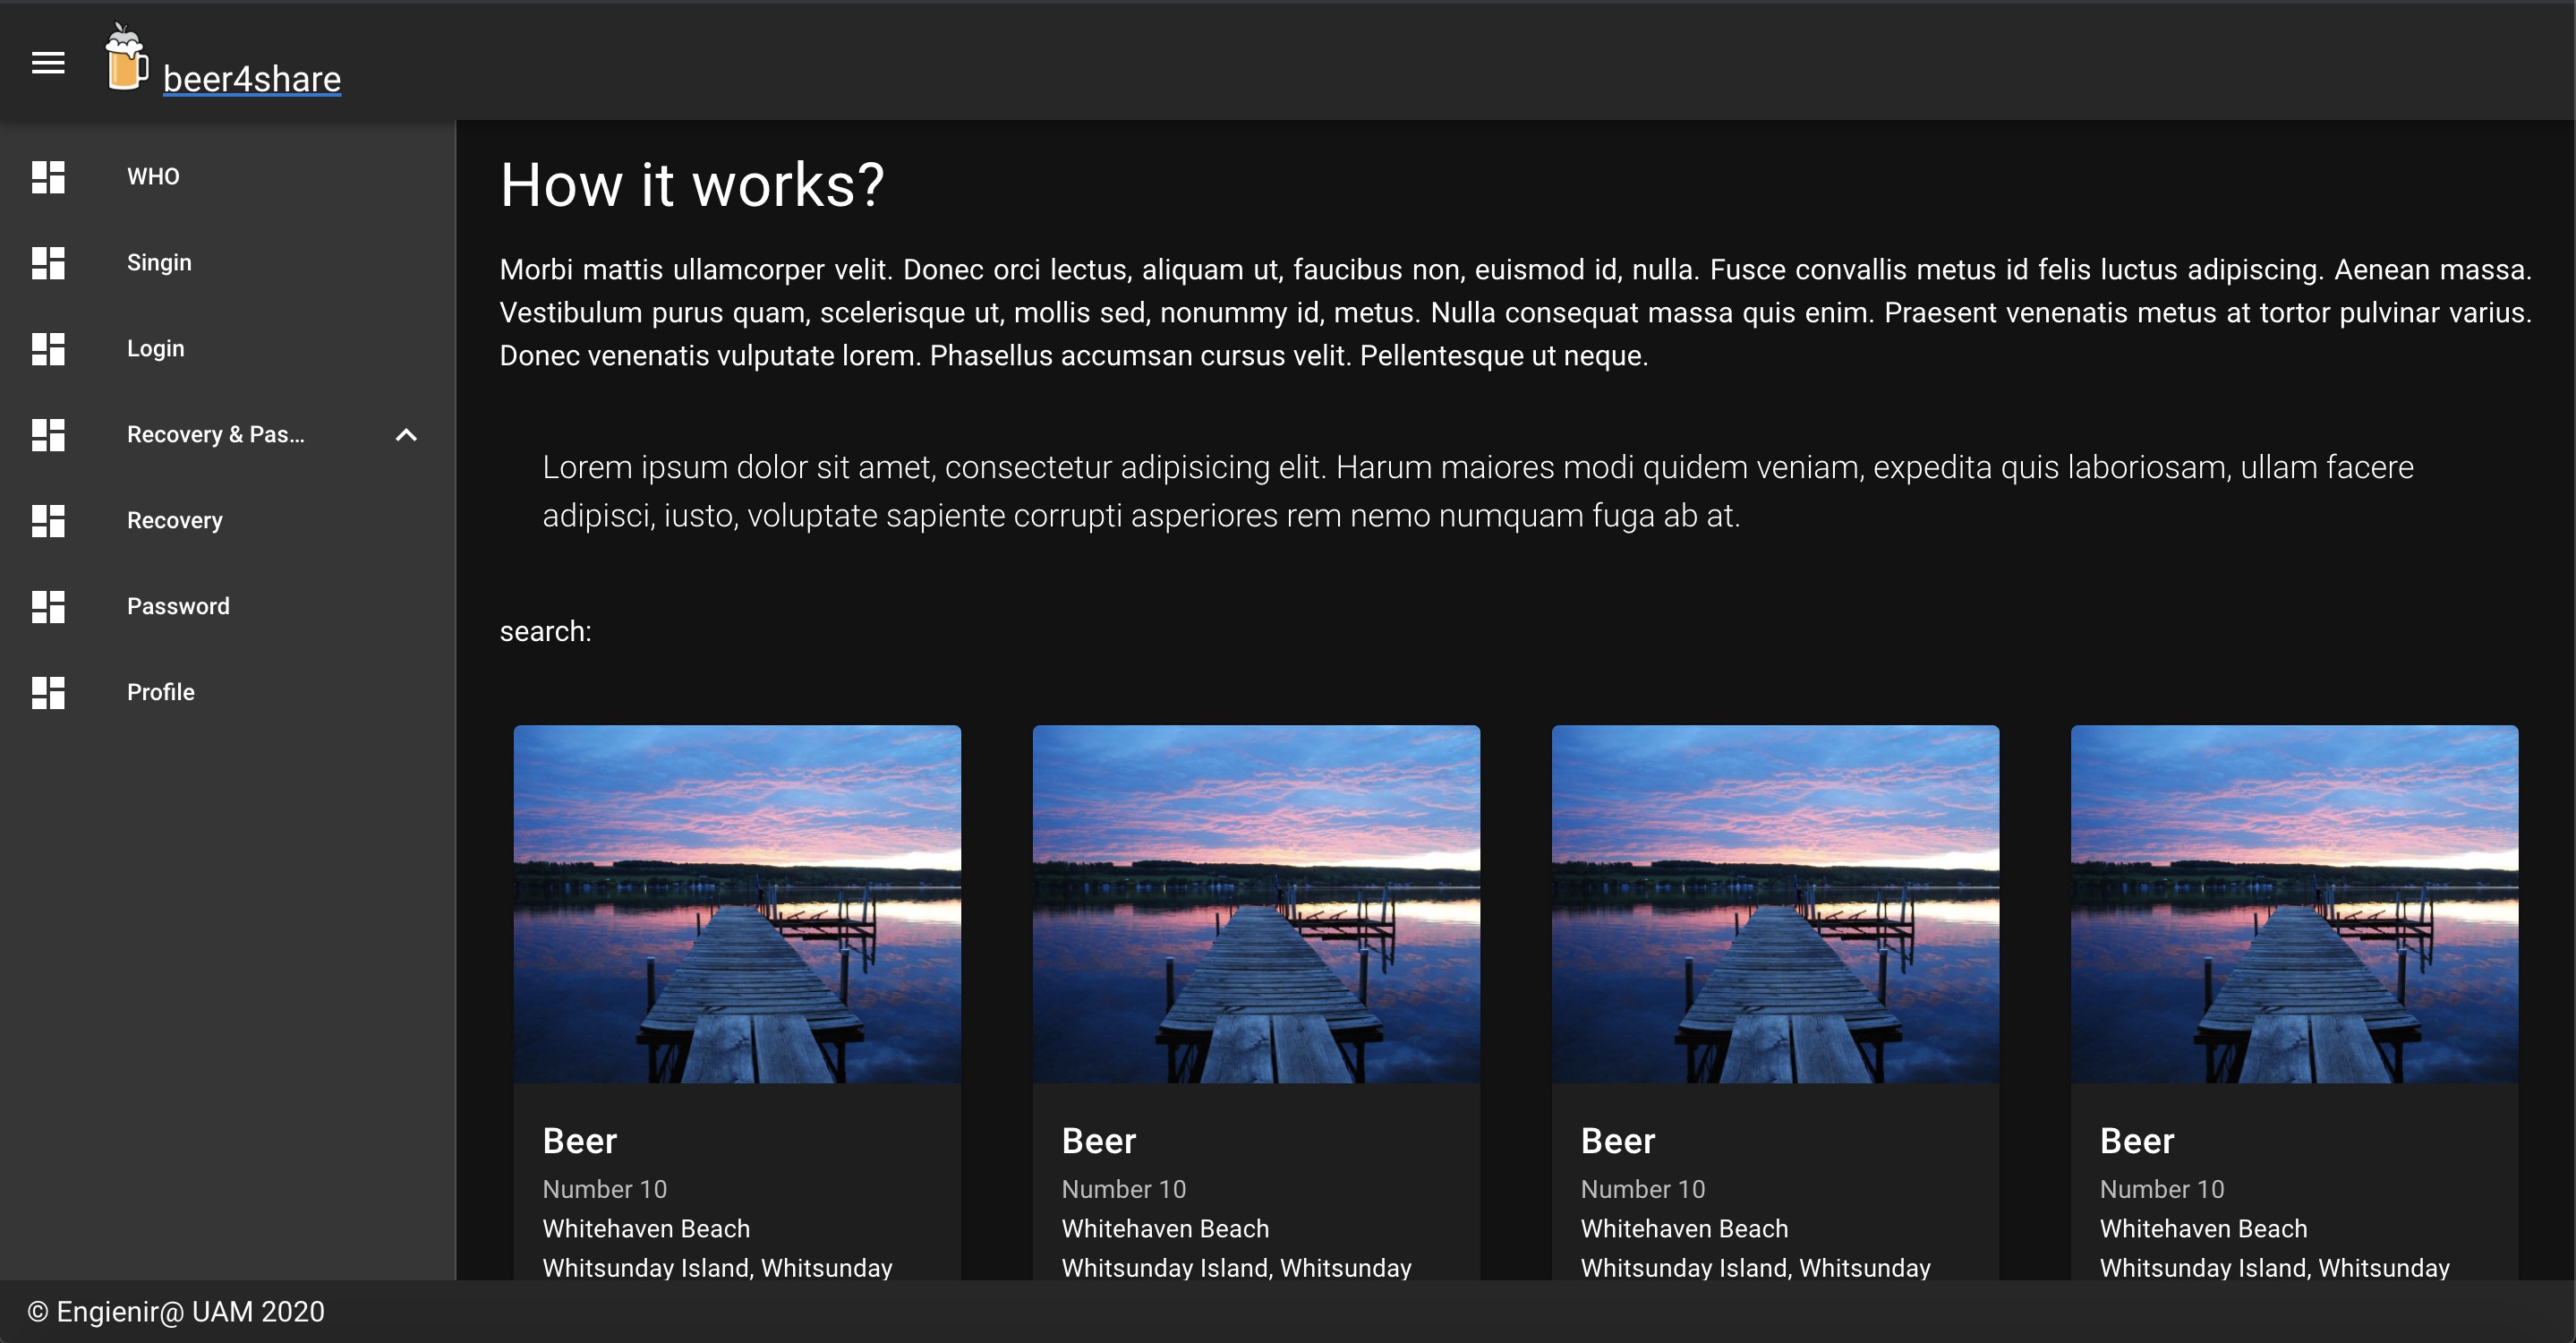 beer4share
WHO
Singin
Login
Recovery & Pas...
Recovery
Password
Profile
How it works?
Morbi mattis ullamcorper velit. Donec orci lectus, aliquam ut, faucibus non, euismod id, nulla. Fusce convallis metus id felis luctus adipiscing. Aenean massa.
Vestibulum purus quam, scelerisque ut, mollis sed, nonummy id, metus. Nulla consequat massa quis enim. Praesent venenatis metus at tortor pulvinar varius.
Donec venenatis vulputate lorem. Phasellus accumsan cursus velit. Pellentesque ut neque.
Lorem ipsum dolor sit amet, consectetur adipisicing elit. Harum maiores modi quidem veniam, expedita quis laboriosam, ullam facere
adipisci, iusto, voluptate sapiente corrupti asperiores rem nemo numquam fuga ab at.
search:
Beer
Number 10
Whitehaven Beach
Whitsunday Island, Whitsunday
Beer
Number 10
Whitehaven Beach
Whitsunday Island, Whitsunday
Beer
Number 10
Whitehaven Beach
Whitsunday Island, Whitsunday
Beer
Number 10
Whitehaven Beach
Whitsunday Island, Whitsunday
© Engienir@ UAM 2020